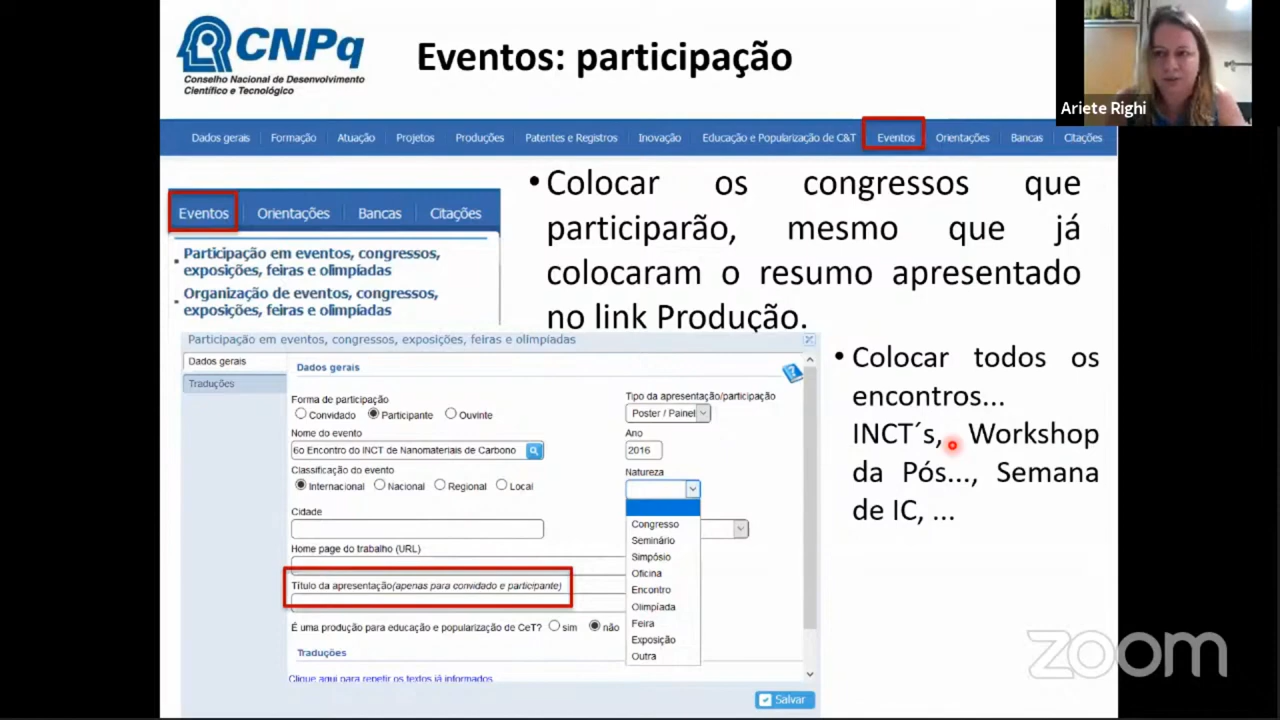 CNPq
Conselho Nacional de Desenvolvimento
Científico e Tecnológico
Eventos: participação
Ariete Righi
Dados gerais Formação Atuação Projetos Produções Patentes e Registros Inovação Educação e Popularização de C&T Eventos Orientações Bancas Citações
Eventos Orientações Bancas Citações
Participação em eventos, congressos,
exposições, feiras e olimpíadas
Organização de eventos, congressos,
exposições, feiras e olimpíadas
• Colocar os congressos que
participarão, mesmo que já
colocaram o resumo apresentado
no link Produção.
Participação em eventos, congressos, exposições, feiras e olimpíadas
Dados gerais
Traduções
Dados gerais
Forma de participação
Convidado Participante Ouvinte
Tipo da apresentação/participação
Poster / Painel
Nome do evento
6o Encontro do INCT de Nanomateriais de Carbono
Ano
2016
Classificação do evento
Internacional Nacional Regional Local
Natureza
Congresso
Seminário
Simpósio
Oficina
Encontro
Olimpíada
Feira
Exposição
Outra
Cidade
Home page do trabalho (URL)
Título da apresentação(apenas para convidado e participante)
É uma produção para educação e popularização de CeT? sim não
Traduções
Clique aqui para repetir os textos já informados
Salvar
• Colocar todos os
encontros...
INCT´s, Workshop
da Pós..., Semana
de IC, ...
zoom